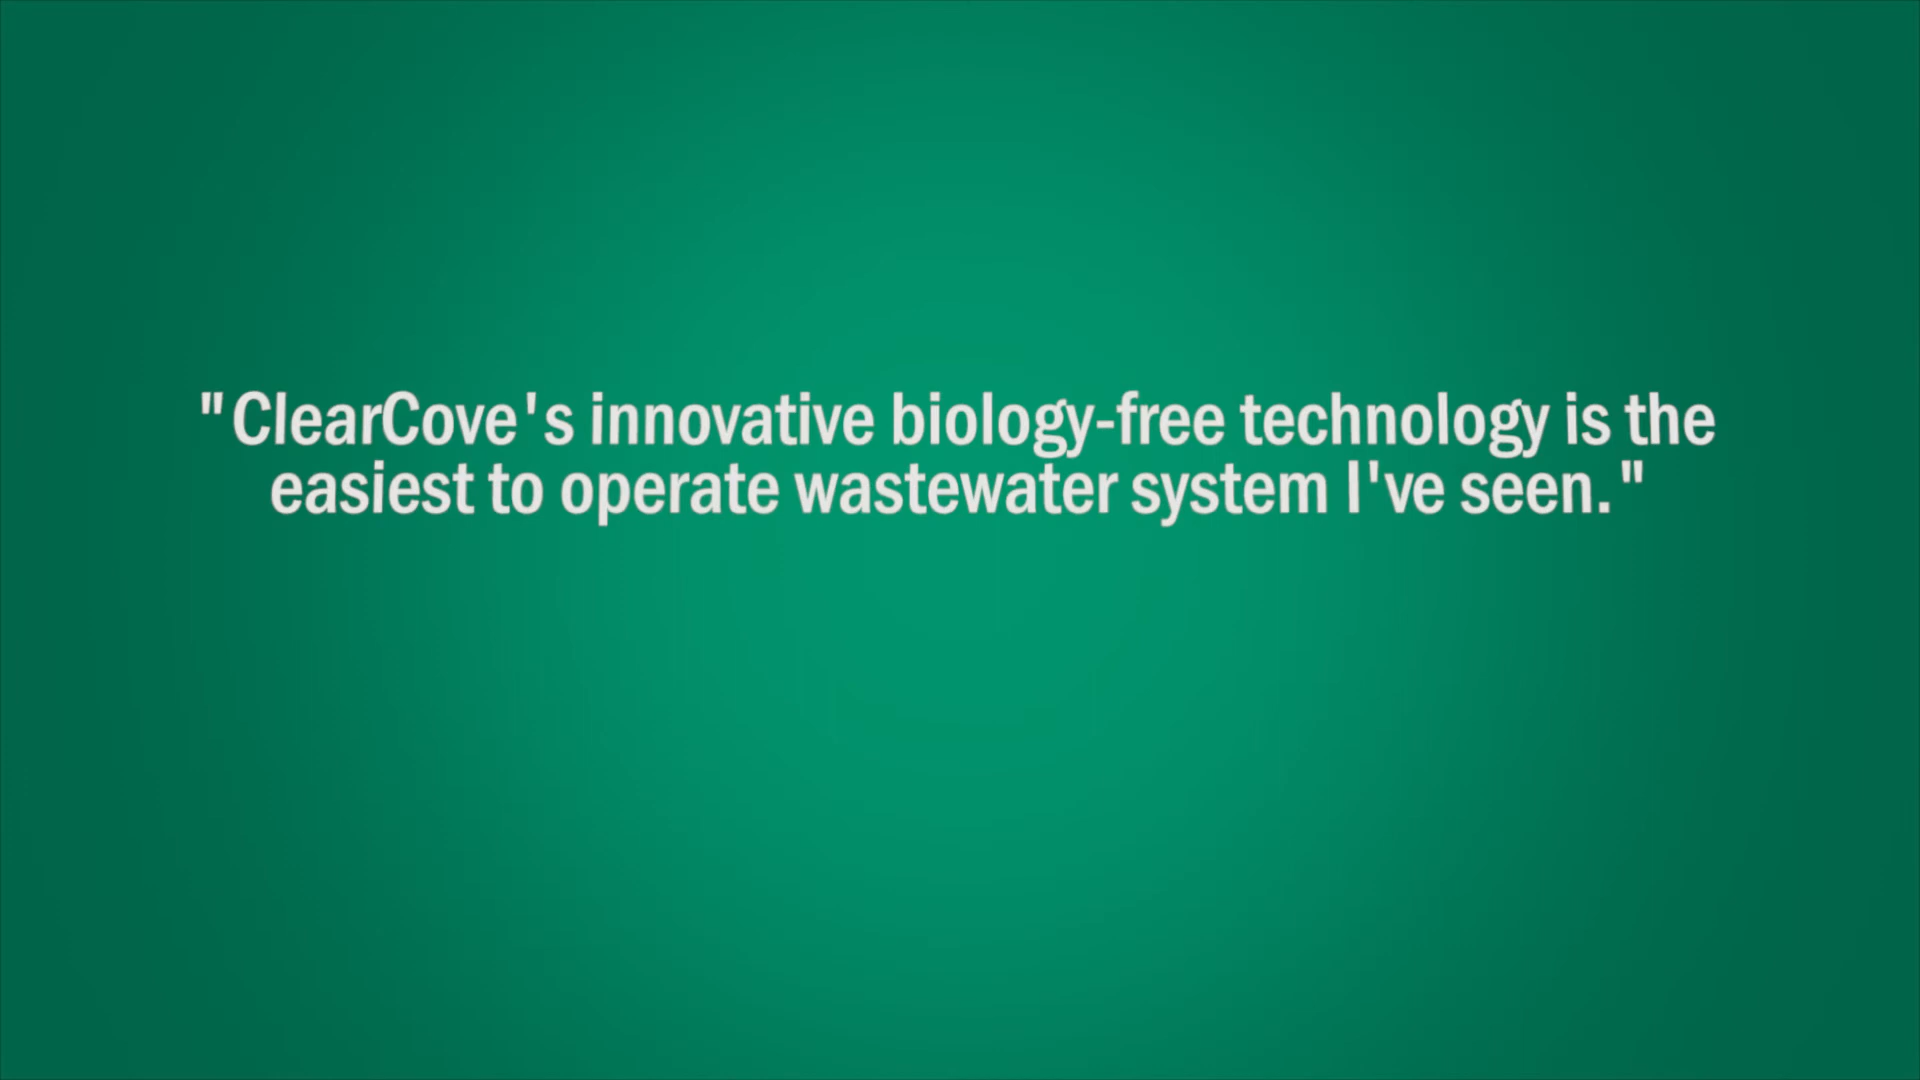 "ClearCove's innovative biology-free technology is the
easiest to operate wastewater system I've seen."